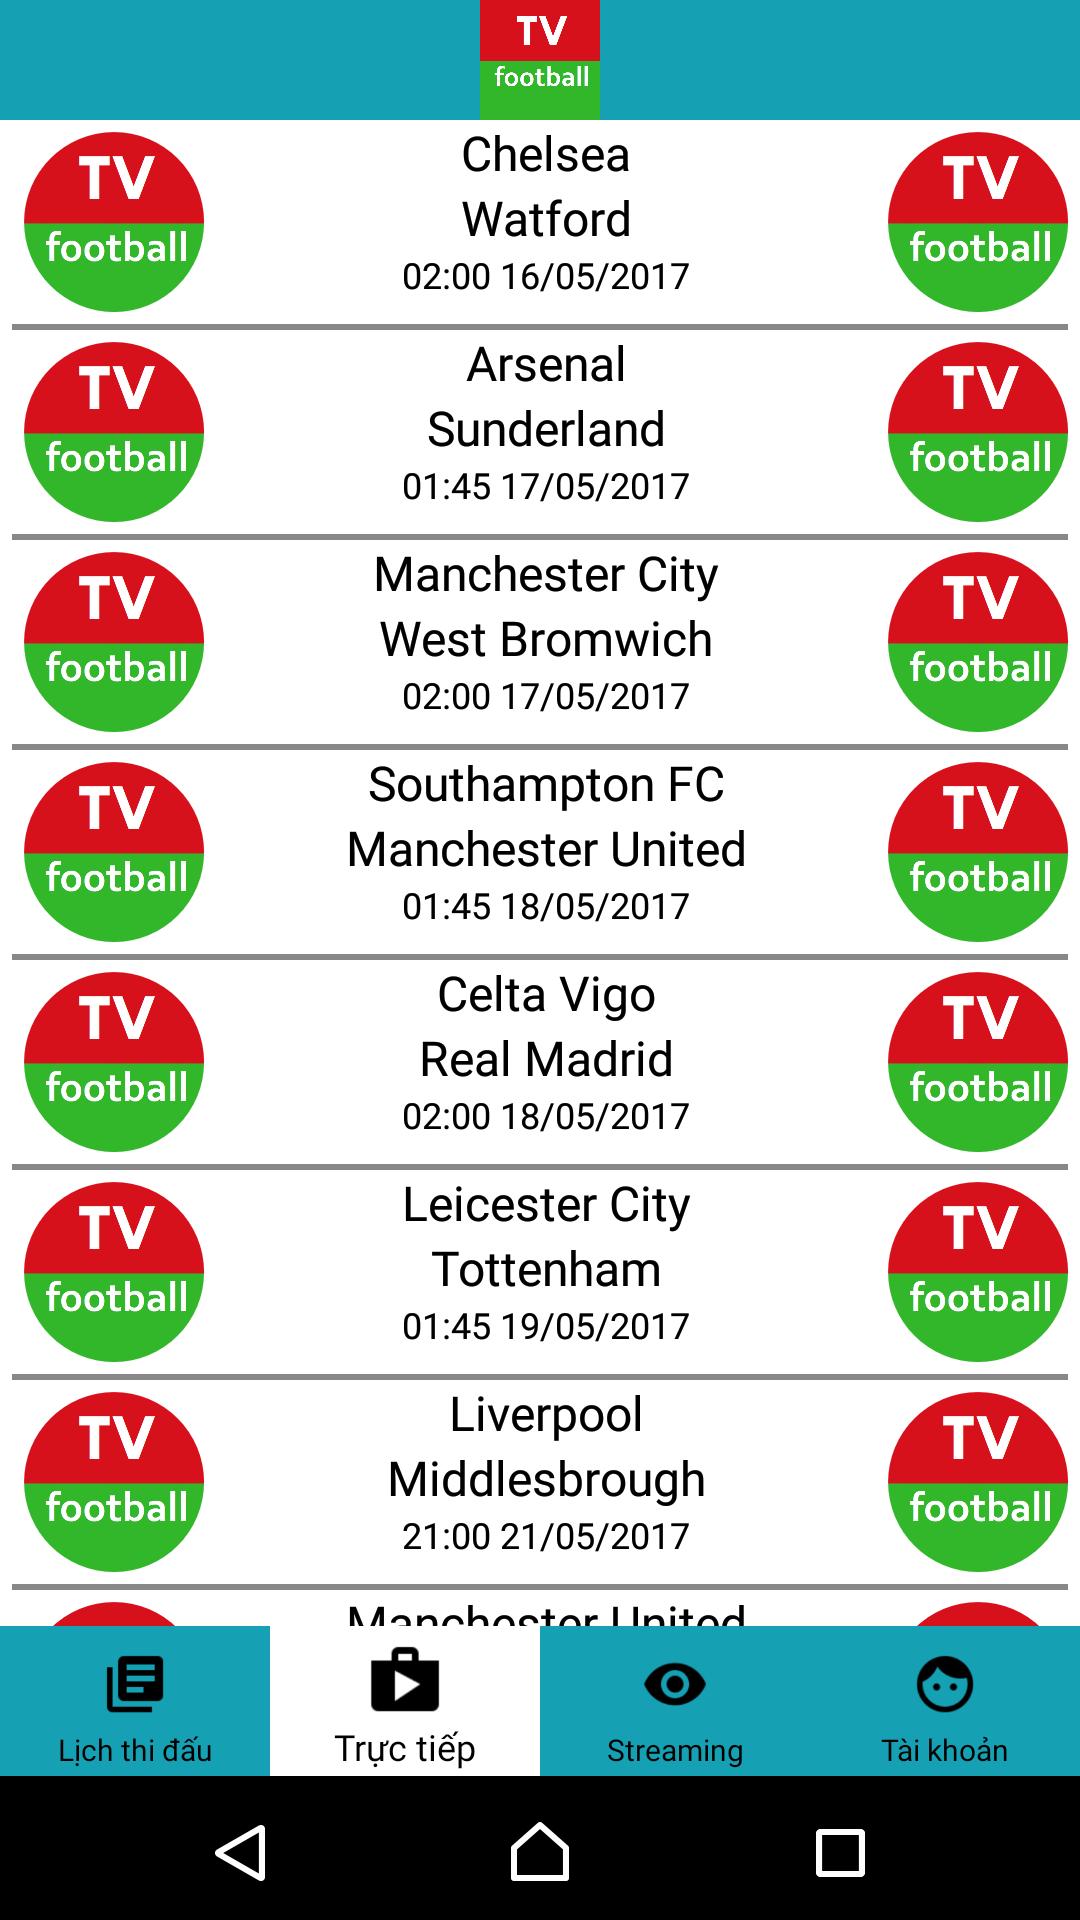 TV
football
TV
football
Chelsea
Watford
02:00 16/05/2017
TV
football
TV
football
Arsenal
Sunderland
01:45 17/05/2017
TV
football
TV
football
Manchester City
West Bromwich
02:00 17/05/2017
TV
football
TV
football
Southampton FC
Manchester United
01:45 18/05/2017
TV
football
TV
football
Celta Vigo
Real Madrid
02:00 18/05/2017
TV
football
TV
football
Leicester City
Tottenham
01:45 19/05/2017
TV
football
TV
football
Liverpool
Middlesbrough
21:00 21/05/2017
TV
football
Manchester United
Lịch thi đấu
Trực tiếp
Streaming
Tài khoản